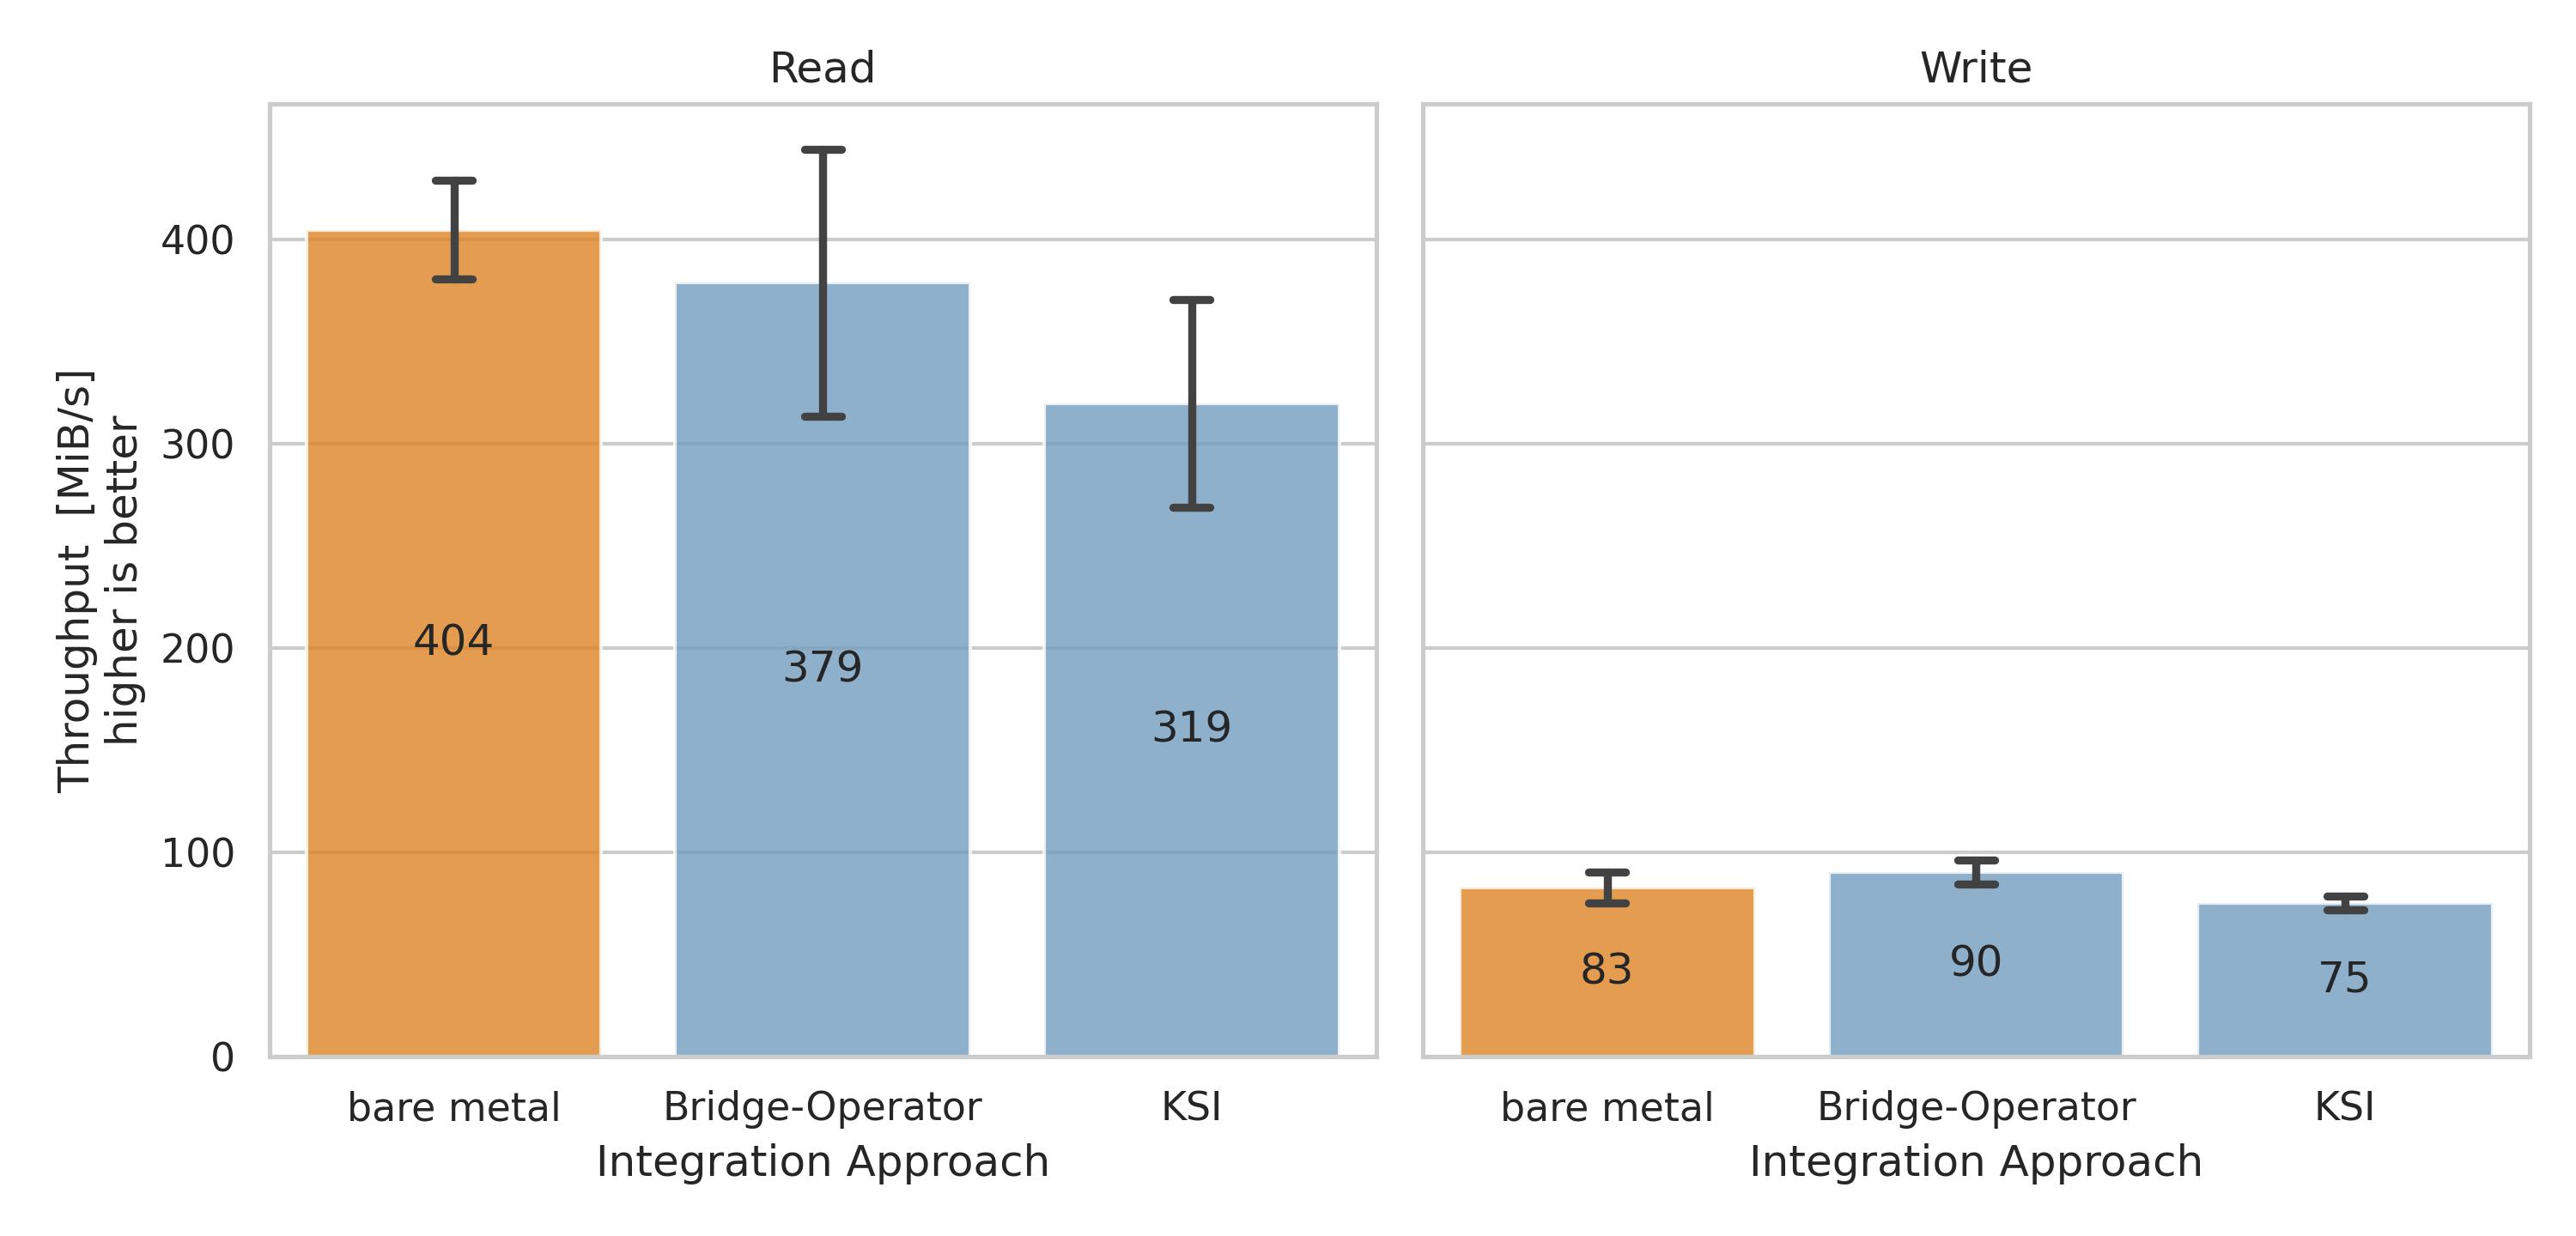 Read
Write
Throughput [MiB/s]
higher is better
400
300
200
100
0
404
379
319
83
90
75
bare metal
Bridge-Operator
KSI
bare metal
Bridge-Operator
KSI
Integration Approach
Integration Approach